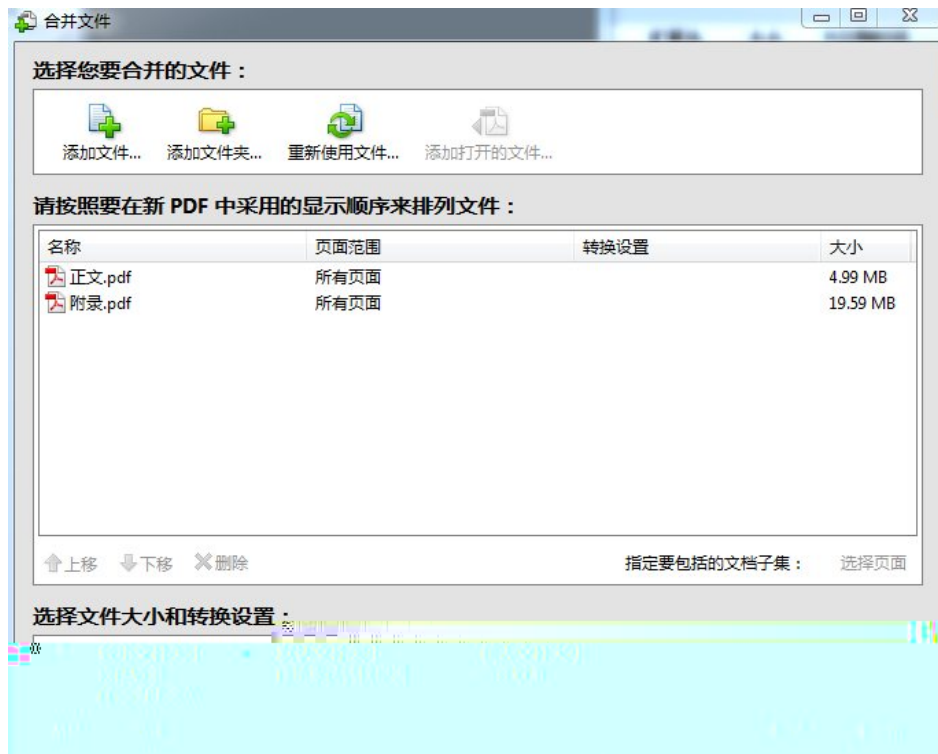 合并文件
选择您要合并的文件：
添加文件... 添加文件夹... 重新使用文件... 添加打开的文件...
请按照要在新 PDF 中采用的显示顺序来排列文件：
名称 页面范围 转换设置 大小
正文.pdf 所有页面 4.99 MB
附录.pdf 所有页面 19.59 MB
上移 下移 删除 指定要包括的文档子集： 选择页面
选择文件大小和转换设置：